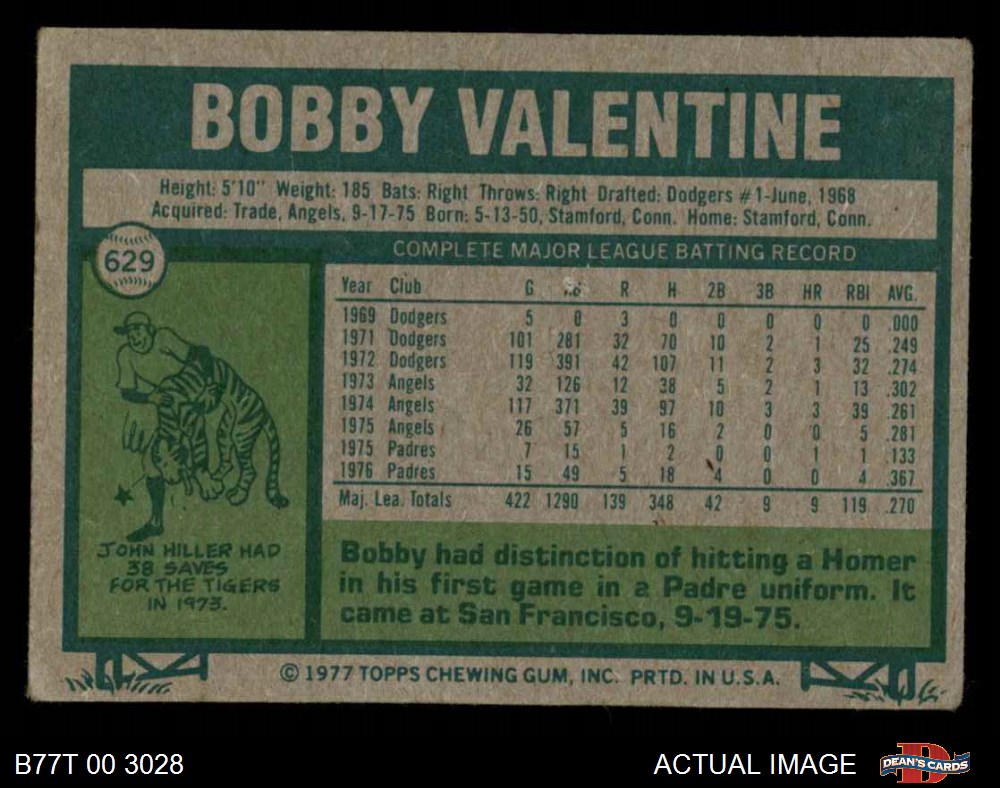 BOBBY VALENTINE
Height: 5'10" Weight: 185 Bats: Right Throws: Right Drafted: Dodgers #1-June, 1968
Acquired: Trade, Angels, 9-17-75 Born: 5-13-50, Stamford, Conn. Home: Stamford, Conn.
629
COMPLETE MAJOR LEAGUE BATTING RECORD
Year Club G R H 2B 3B HR RBI AVG.
1969 Dodgers 5 0 3 0 0 0 0 0 .000
1971 Dodgers 101 281 32 70 10 2 1 25 .249
1972 Dodgers 119 391 42 107 11 2 3 32 .274
1973 Angels 32 126 12 38 5 2 1 13 .302
1974 Angels 117 371 39 97 10 3 3 39 .261
1975 Angels 26 57 5 16 2 0 0 5 .281
1975 Padres 7 15 1 2 0 0 1 1 .133
1976 Padres 15 49 5 18 4 0 0 4 .367
Maj. Lea. Totals 422 1290 139 348 42 9 9 119 .270
JOHN HILLER HAD
38 SAVES
FOR THE TIGERS
IN 1973.
Bobby had distinction of hitting a Homer
in his first game in a Padre uniform. It
came at San Francisco, 9-19-75.
© 1977 TOPPS CHEWING GUM, INC. PRTD. IN U.S.A.
B77T 00 3028
ACTUAL IMAGE
DEAN'S CARDS